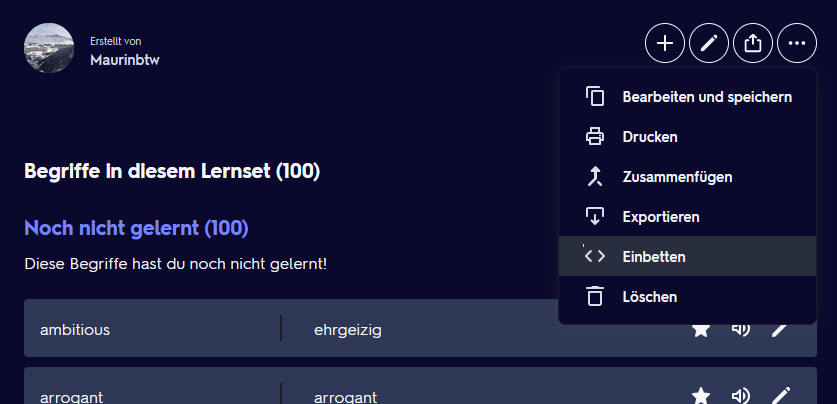 Erstellt von
Maurinbtw
Bearbeiten und speichern
Drucken
Zusammenfügen
Exportieren
Einbetten
Löschen
Begriffe in diesem Lernset (100)
Noch nicht gelernt (100)
Diese Begriffe hast du noch nicht gelernt!
ambitious ehrgeizig
arrogant arrogant